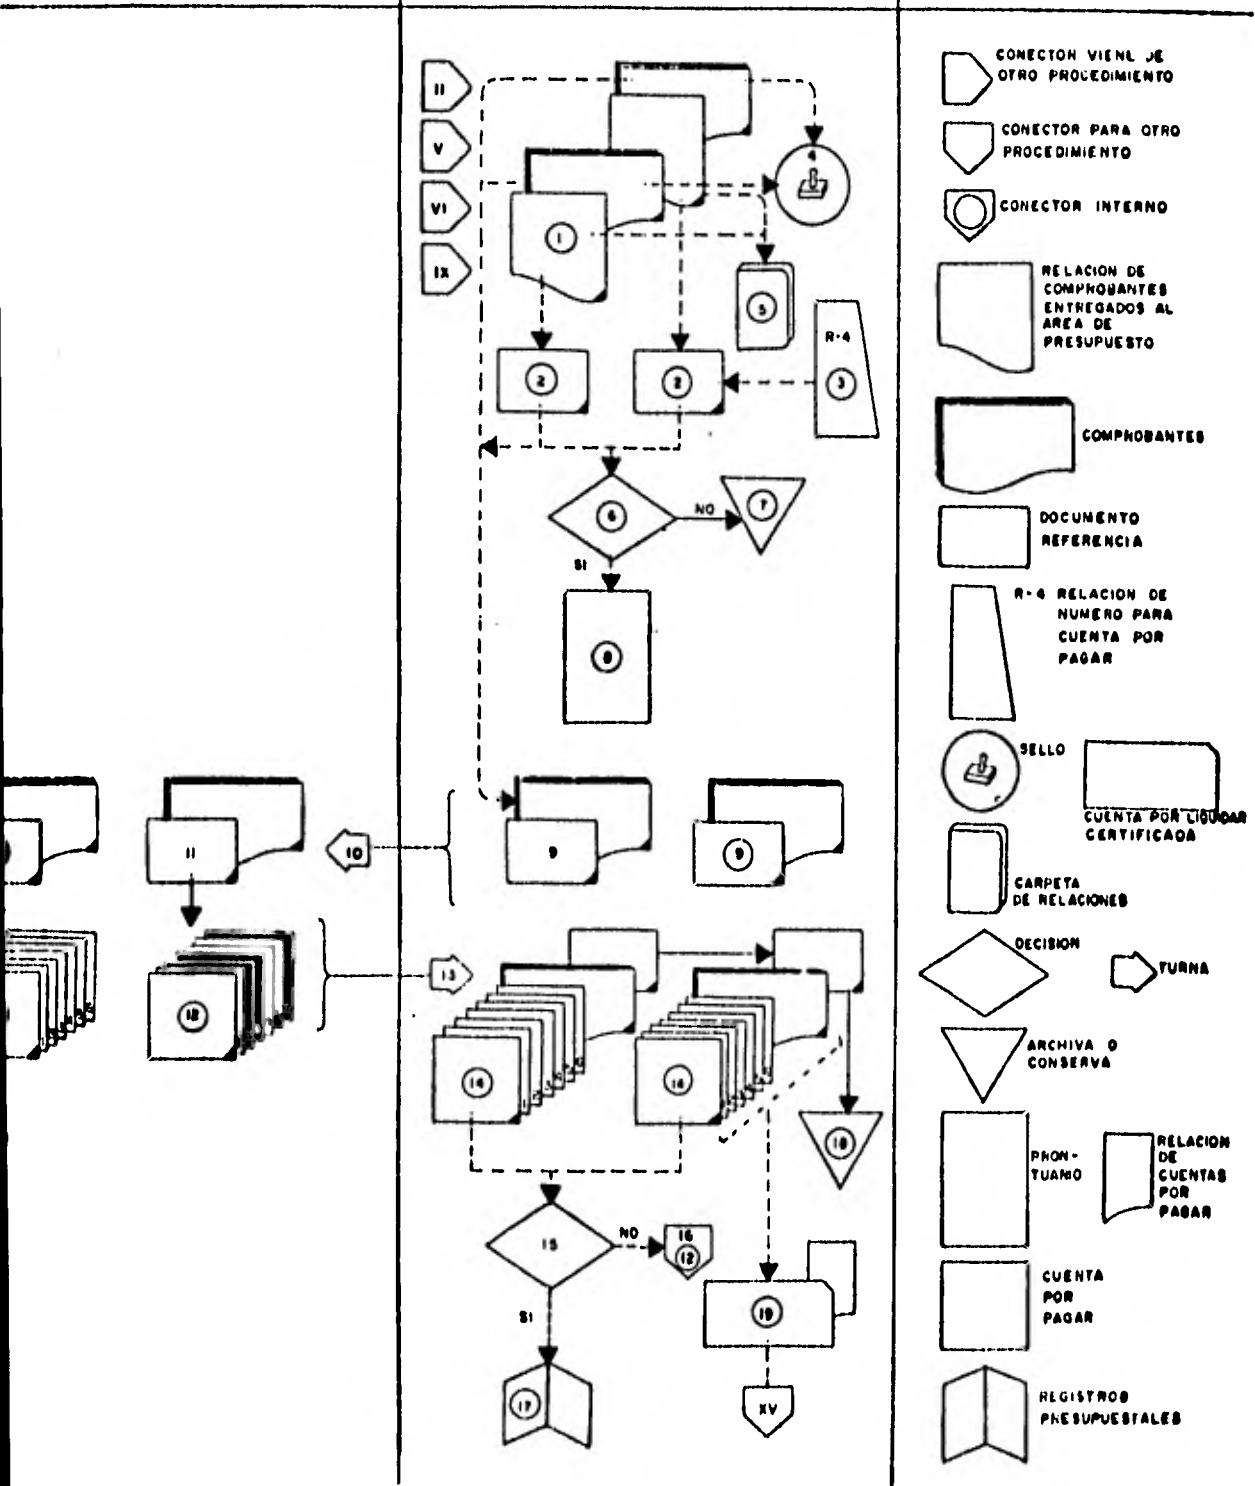 II
V
VI
IX
1
4
5
R-4
3
2
2
6
NO
7
SI
8
9
9
10
11
12
13
14
14
15
NO
16
12
SI
17
18
19
XV
CONECTOR VIENE DE
OTRO PROCEDIMIENTO
CONECTOR PARA OTRO
PROCEDIMIENTO
CONECTOR INTERNO
RELACION DE
COMPROBANTES
ENTREGADOS AL
AREA DE
PRESUPUESTO
COMPROBANTES
DOCUMENTO
REFERENCIA
R-4 RELACION DE
NUMERO PARA
CUENTA POR
PAGAR
SELLO
CUENTA POR LIQUIDAR
CERTIFICADA
CARPETA
DE RELACIONES
DECISION
TURNA
ARCHIVA O
CONSERVA
PRON-
TUARIO
RELACION
DE
CUENTAS
POR
PAGAR
CUENTA
POR
PAGAR
REGISTROS
PRESUPUESTALES